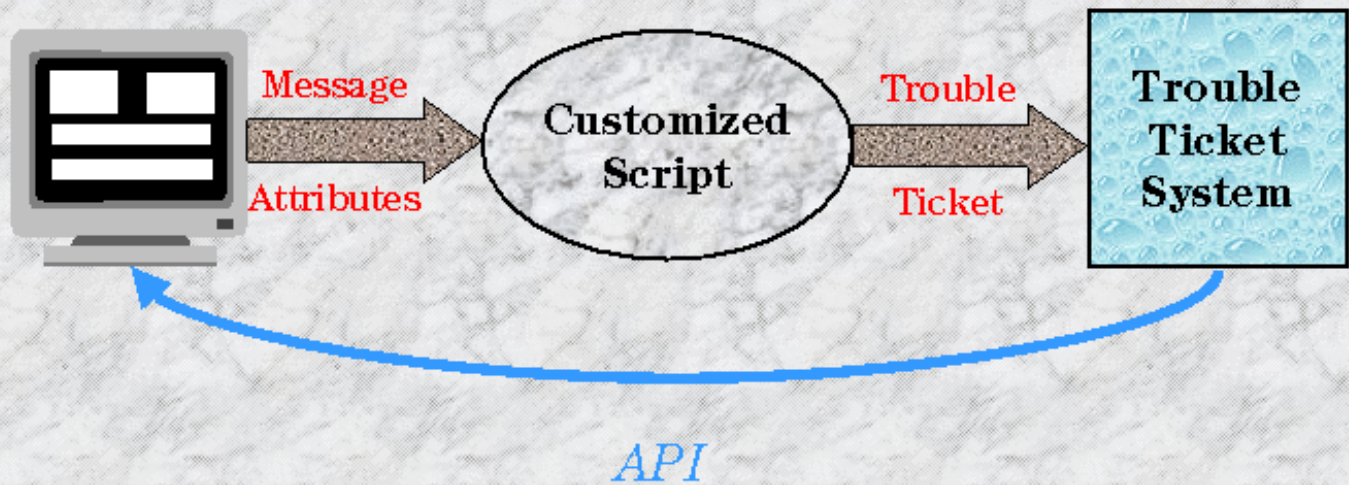 Message
Attributes
Customized
Script
Trouble
Ticket
Trouble
Ticket
System
API